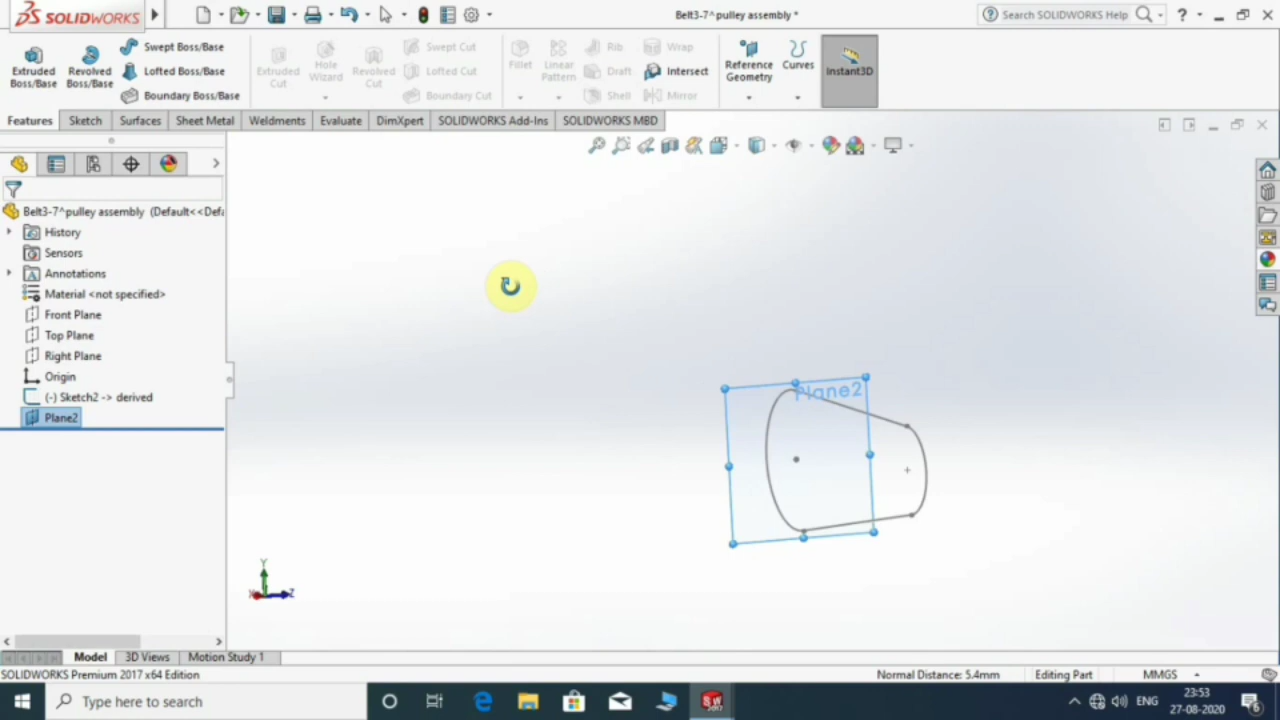 SOLIDWORKS
Belt3-7^pulley assembly *
Search SOLIDWORKS Help
?
Extruded Boss/Base
Revolved Boss/Base
Swept Boss/Base
Lofted Boss/Base
Boundary Boss/Base
Extruded Cut
Hole Wizard
Revolved Cut
Swept Cut
Lofted Cut
Boundary Cut
Fillet
Linear Pattern
Rib
Draft
Shell
Wrap
Intersect
Mirror
Reference Geometry
Curves
Instant3D
Features Sketch Surfaces Sheet Metal Weldments Evaluate DimXpert SOLIDWORKS Add-Ins SOLIDWORKS MBD
Belt3-7^pulley assembly (Default<<Defa
History
Sensors
Annotations
Material <not specified>
Front Plane
Top Plane
Right Plane
Origin
(-) Sketch2 -> derived
Plane2
Plane2
Y
X
Z
Model 3D Views Motion Study 1
SOLIDWORKS Premium 2017 x64 Edition
Normal Distance: 5.4mm Editing Part MMGS
Type here to search
SW
2017
ENG
23:53
27-08-2020
6